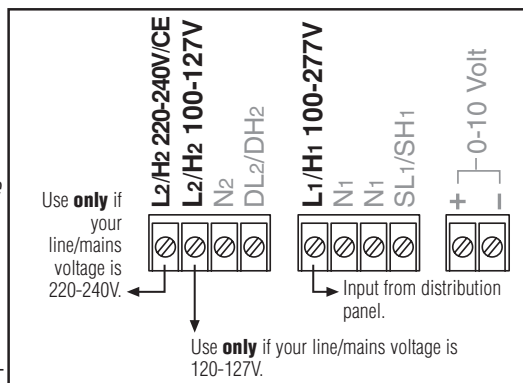 L2/H2 220-240V/CE
L2/H2 100-127V
N2
DL2/DH2
L1/H1 100-277V
N1
N1
SL1/SH1
+
–
0-10 Volt
Use only if
your
line/mains
voltage is
220-240V.
Input from distribution
panel.
Use only if your line/mains voltage is
120-127V.